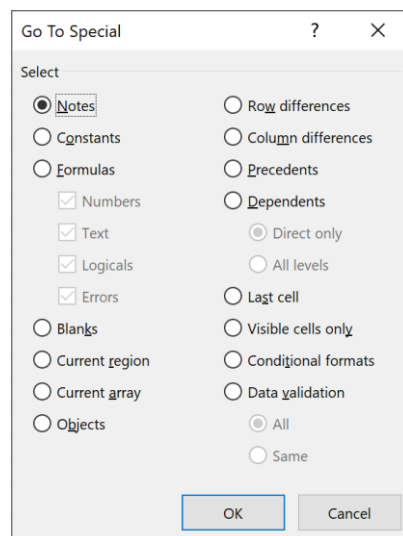 Go To Special ? ×
Select
Notes
Constants
Formulas
Numbers
Text
Logicals
Errors
Blanks
Current region
Current array
Objects
Row differences
Column differences
Precedents
Dependents
Direct only
All levels
Last cell
Visible cells only
Conditional formats
Data validation
All
Same
OK
Cancel